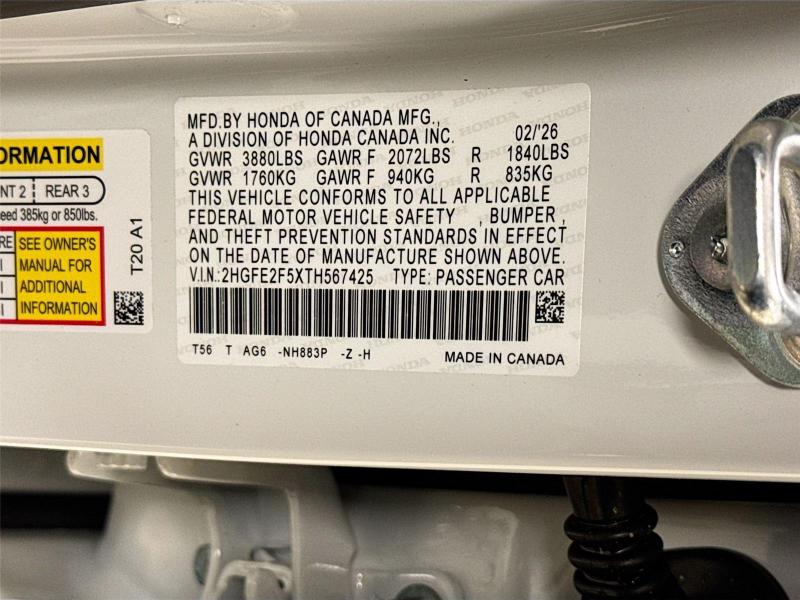 ORMATION
NT 2 REAR 3
eed 385kg or 850lbs.
RE SEE OWNER'S
I MANUAL FOR
I ADDITIONAL
I INFORMATION
T20 A1
MFD.BY HONDA OF CANADA MFG.,
A DIVISION OF HONDA CANADA INC. 02/'26
GVWR 3880LBS GAWR F 2072LBS R 1840LBS
GVWR 1760KG GAWR F 940KG R 835KG
THIS VEHICLE CONFORMS TO ALL APPLICABLE
FEDERAL MOTOR VEHICLE SAFETY , BUMPER ,
AND THEFT PREVENTION STANDARDS IN EFFECT
ON THE DATE OF MANUFACTURE SHOWN ABOVE.
V.I.N.:2HGFE2F5XTH567425 TYPE: PASSENGER CAR
T56 T AG6 -NH883P -Z -H MADE IN CANADA